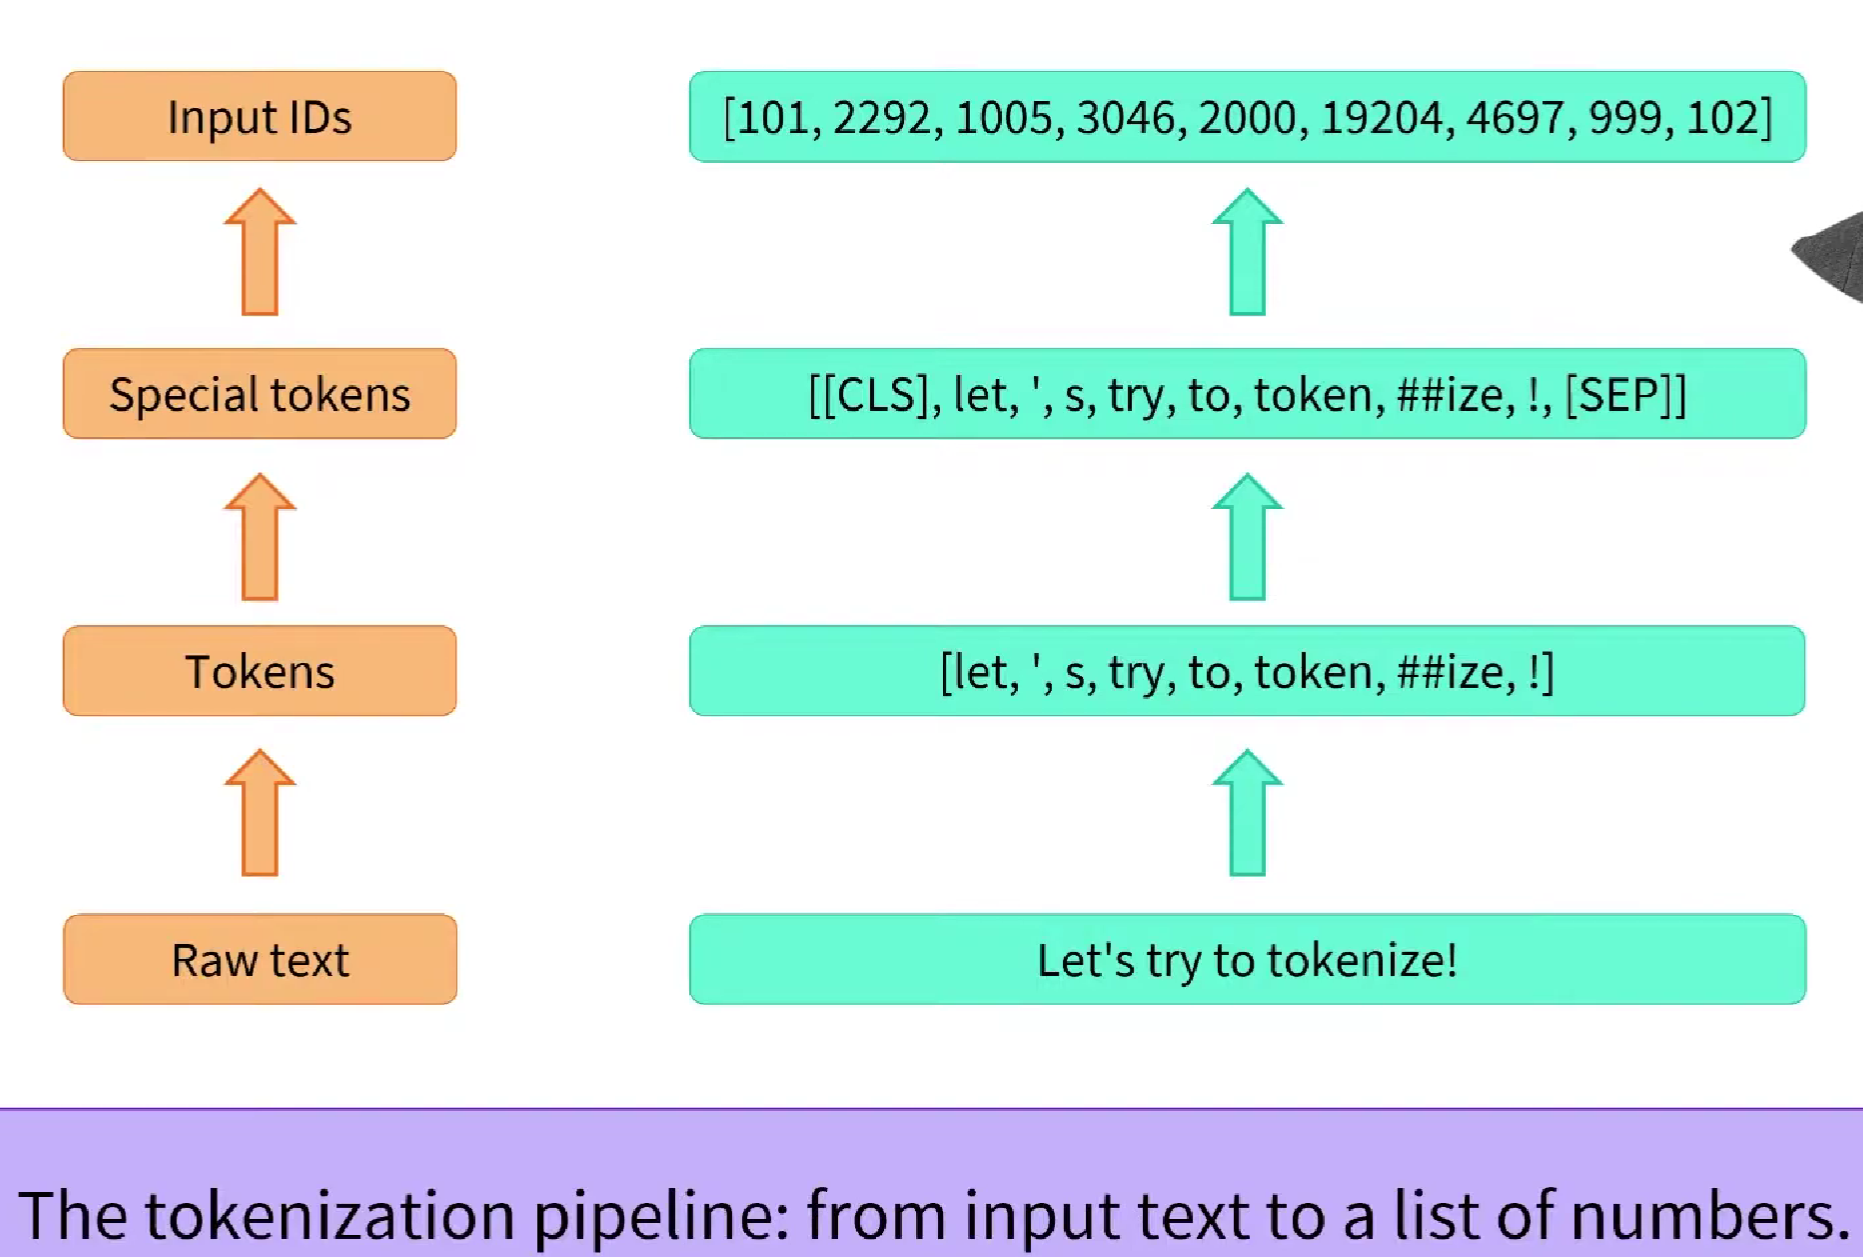 Input IDs
[101, 2292, 1005, 3046, 2000, 19204, 4697, 999, 102]
Special tokens
[[CLS], let, ', s, try, to, token, ##ize, !, [SEP]]
Tokens
[let, ', s, try, to, token, ##ize, !]
Raw text
Let's try to tokenize!
The tokenization pipeline: from input text to a list of numbers.